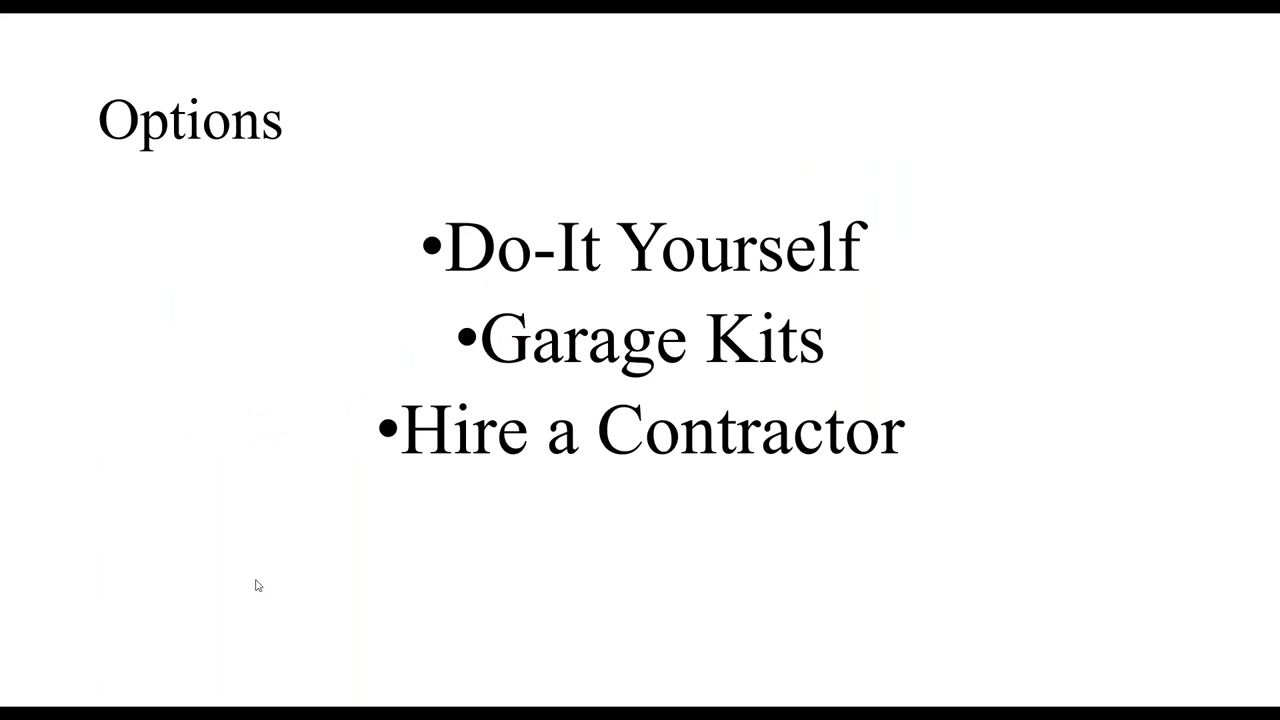 Options
•Do-It Yourself
•Garage Kits
•Hire a Contractor